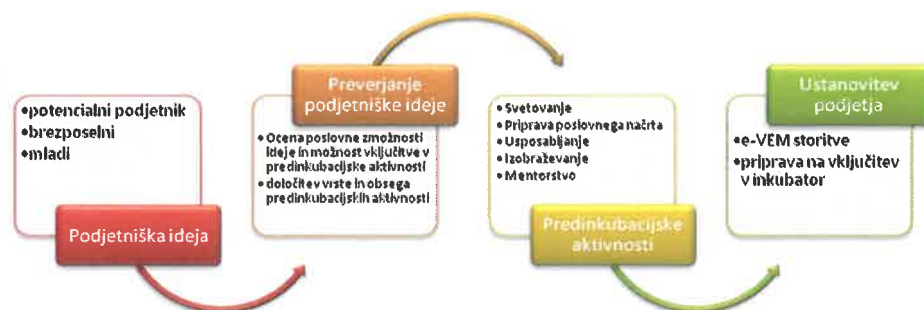 •potencialni podjetnik
•brezposelni
•mladi
Podjetniška ideja
Preverjanje
podjetniške ideje
•Ocena poslovne zmožnosti
ideje in možnost vključitve v
predinkubacijske aktivnosti
•določitev vrste in obsega
predinkubacijskih aktivnosti
•Svetovanje
•Priprava poslovnega načrta
•Usposabljanje
•Izobraževanje
•Mentorstvo
Predinkubacijske
aktivnosti
Ustanovitev
podjetja
•e-VEM storitve
•priprava na vključitev
v inkubator